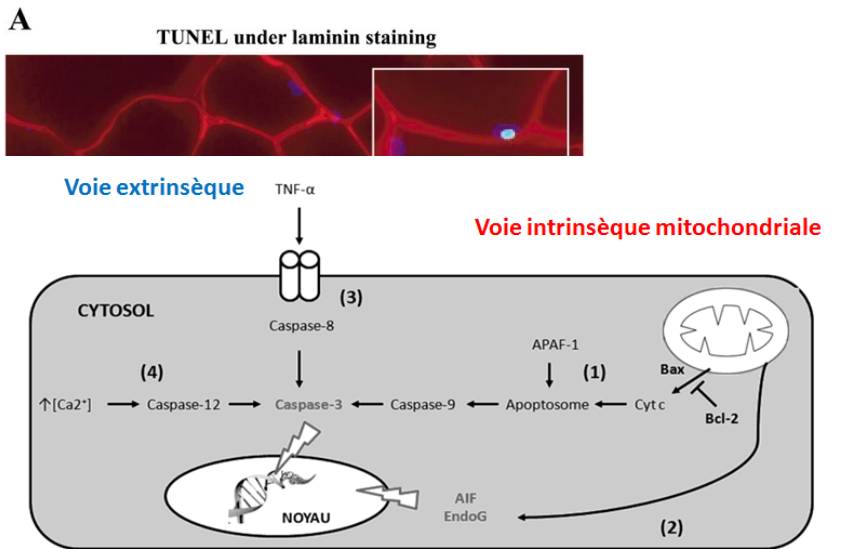 A
TUNEL under laminin staining
Voie extrinsèque
TNF-α
Voie intrinsèque mitochondriale
CYTOSOL
(3)
Caspase-8
APAF-1
(4)
(1)
Bax
↑[Ca2⁺]
Caspase-12
Caspase-3
Caspase-9
Apoptosome
Cyt c
Bcl-2
NOYAU
AIF
EndoG
(2)